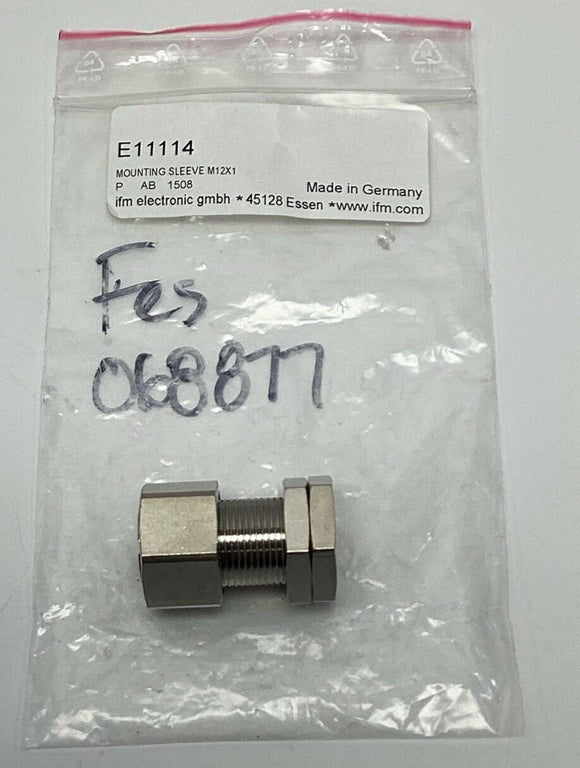 E11114
MOUNTING SLEEVE M12X1
P AB 1508
Made in Germany
ifm electronic gmbh * 45128 Essen *www.ifm.com
Fes
068877